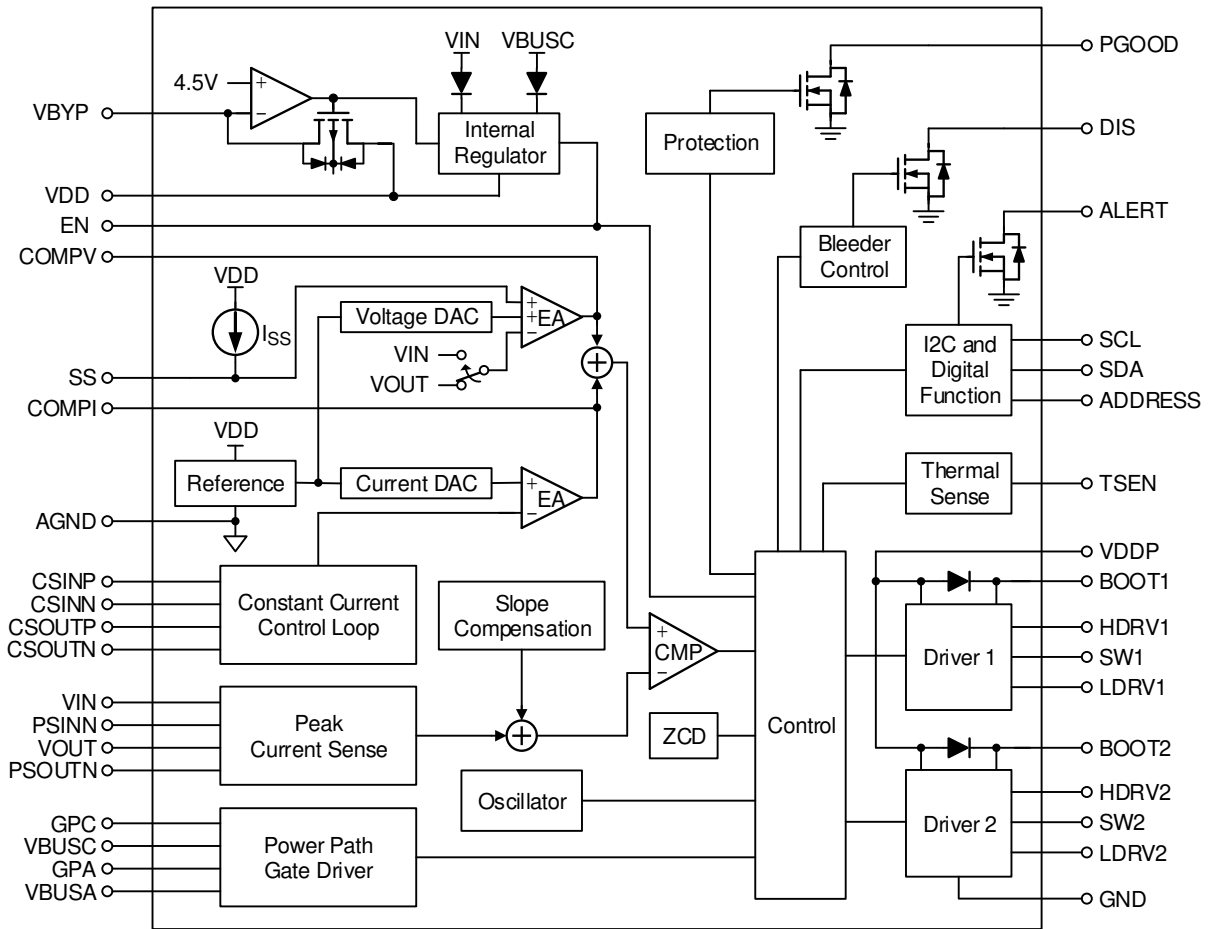 VIN
VBUSC
4.5V
+
−
VBYP
Internal
Regulator
VDD
EN
COMPV
Protection
PGOOD
DIS
Bleeder
Control
ALERT
VDD
ISS
Voltage DAC
+
+
−
EA
VIN
VOUT
SS
COMPI
I2C and
Digital
Function
SCL
SDA
ADDRESS
VDD
Reference
Current DAC
+
−
EA
AGND
Thermal
Sense
TSEN
CSINP
CSINN
CSOUTP
CSOUTN
Constant Current
Control Loop
Slope
Compensation
+
−
CMP
VIN
PSINN
VOUT
PSOUTN
Peak
Current Sense
ZCD
Oscillator
GPC
VBUSC
GPA
VBUSA
Power Path
Gate Driver
Control
VDDP
BOOT1
Driver 1
HDRV1
SW1
LDRV1
BOOT2
Driver 2
HDRV2
SW2
LDRV2
GND